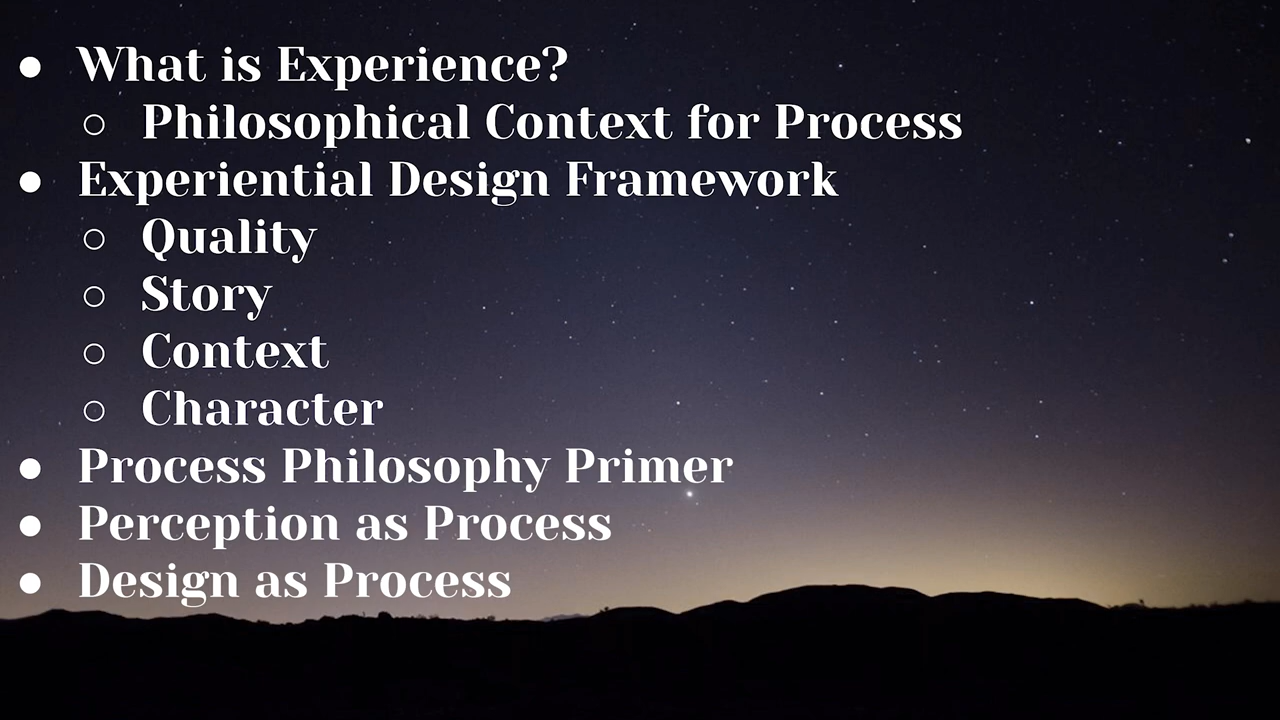 ● What is Experience?
○ Philosophical Context for Process
● Experiential Design Framework
○ Quality
○ Story
○ Context
○ Character
● Process Philosophy Primer
● Perception as Process
● Design as Process